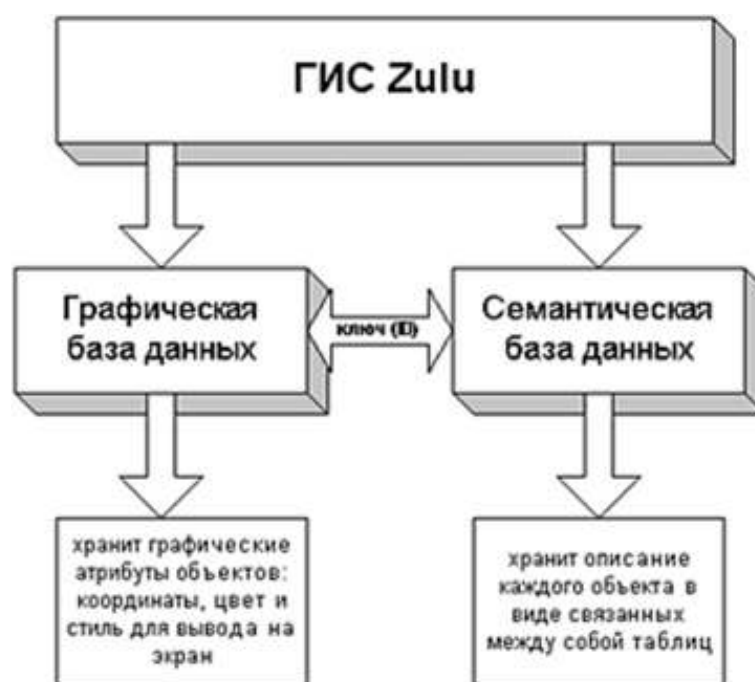 ГИС Zulu
Графическая
база данных
ключ (ID)
Семантическая
база данных
хранит графические
атрибуты объектов:
координаты, цвет и
стиль для вывода на
экран
хранит описание
каждого объекта в
виде связанных
между собой таблиц